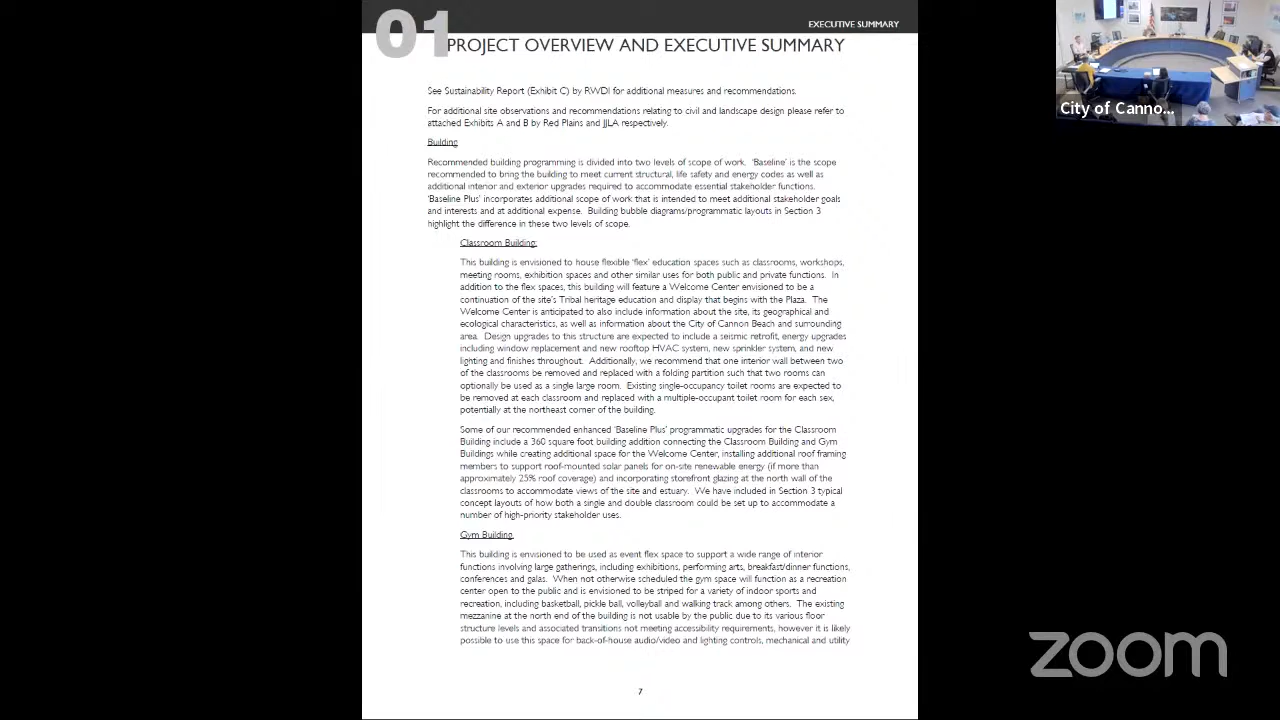 01
EXECUTIVE SUMMARY
PROJECT OVERVIEW AND EXECUTIVE SUMMARY
See Sustainability Report (Exhibit C) by RWDI for additional measures and recommendations.
For additional site observations and recommendations relating to civil and landscape design please refer to
attached Exhibits A and B by Red Plains and JJLA respectively.
Building
Recommended building programming is divided into two levels of scope of work. 'Baseline' is the scope
recommended to bring the building to meet current structural, life safety and energy codes as well as
additional interior and exterior upgrades required to accommodate essential stakeholder functions.
'Baseline Plus' incorporates additional scope of work that is intended to meet additional stakeholder goals
and interests and at additional expense. Building bubble diagrams/programmatic layouts in Section 3
highlight the difference in these two levels of scope.
Classroom Building:
This building is envisioned to house flexible 'flex' education spaces such as classrooms, workshops,
meeting rooms, exhibition spaces and other similar uses for both public and private functions. In
addition to the flex spaces, this building will feature a Welcome Center envisioned to be a
continuation of the site's Tribal heritage education and display that begins with the Plaza. The
Welcome Center is anticipated to also include information about the site, its geographical and
ecological characteristics, as well as information about the City of Cannon Beach and surrounding
area. Design upgrades to this structure are expected to include a seismic retrofit, energy upgrades
including window replacement and new rooftop HVAC system, new sprinkler system, and new
lighting and finishes throughout. Additionally, we recommend that one interior wall between two
of the classrooms be removed and replaced with a folding partition such that two rooms can
optionally be used as a single large room. Existing single-occupancy toilet rooms are expected to
be removed at each classroom and replaced with a multiple-occupant toilet room for each sex,
potentially at the northeast corner of the building.
Some of our recommended enhanced 'Baseline Plus' programmatic upgrades for the Classroom
Building include a 360 square foot building addition connecting the Classroom Building and Gym
Buildings while creating additional space for the Welcome Center, installing additional roof framing
members to support roof-mounted solar panels for on-site renewable energy (if more than
approximately 25% roof coverage) and incorporating storefront glazing at the north wall of the
classrooms to accommodate views of the site and estuary. We have included in Section 3 typical
concept layouts of how both a single and double classroom could be set up to accommodate a
number of high-priority stakeholder uses.
Gym Building
This building is envisioned to be used as event flex space to support a wide range of interior
functions involving large gatherings, including exhibitions, performing arts, breakfast/dinner functions,
conferences and galas. When not otherwise scheduled the gym space will function as a recreation
center open to the public and is envisioned to be striped for a variety of indoor sports and
recreation, including basketball, pickle ball, volleyball and walking track among others. The existing
mezzanine at the north end of the building is not usable by the public due to its various floor
structure levels and associated transitions not meeting accessibility requirements, however it is likely
possible to use this space for back-of-house audio/video and lighting controls, mechanical and utility
7
City of Canno...
zoom